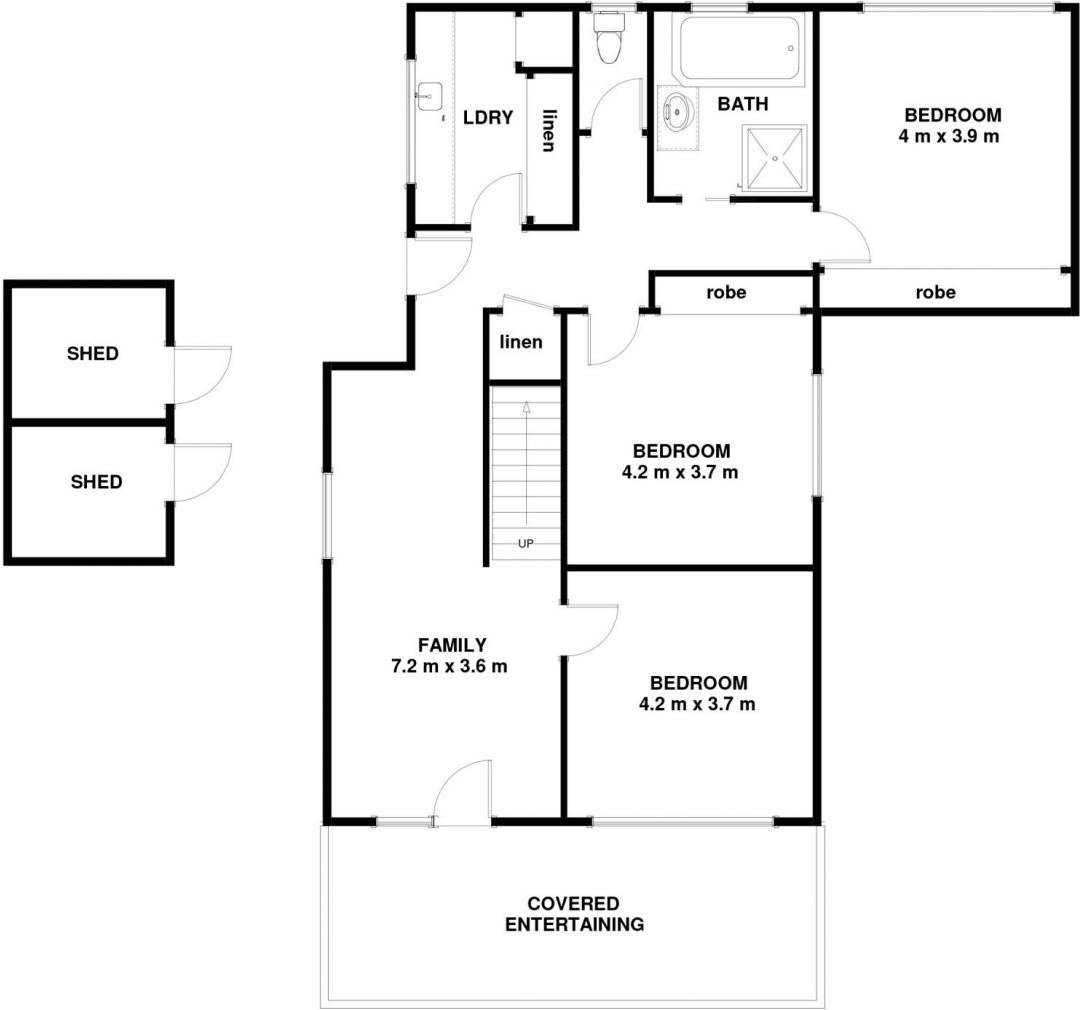 LDRY
linen
BATH
BEDROOM
4 m x 3.9 m
robe
robe
linen
SHED
SHED
BEDROOM
4.2 m x 3.7 m
UP
FAMILY
7.2 m x 3.6 m
BEDROOM
4.2 m x 3.7 m
COVERED
ENTERTAINING